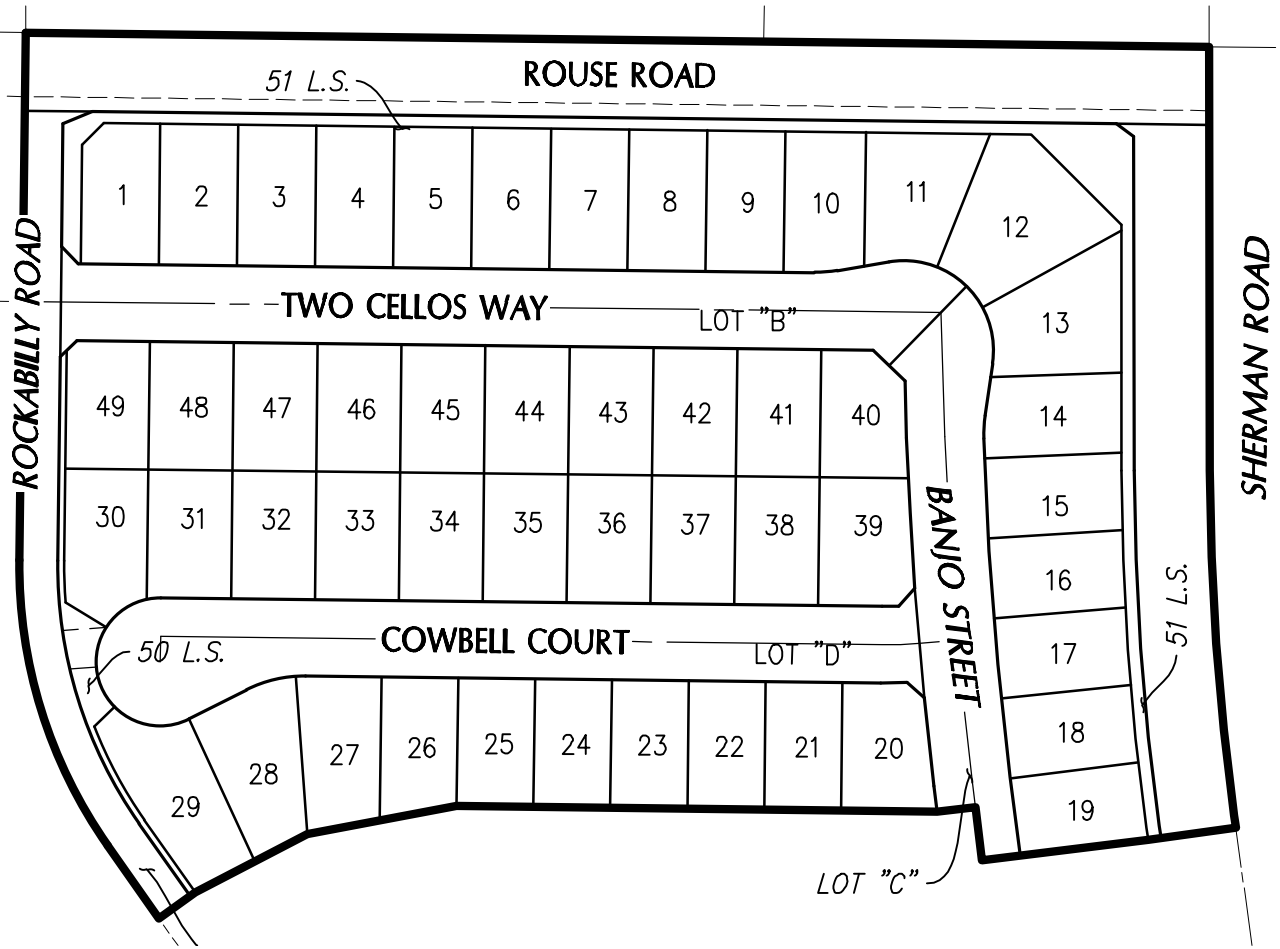 ROUSE ROAD
51 L.S.
1 2 3 4 5 6 7 8 9 10 11
12
ROCKABILLY ROAD
SHERMAN ROAD
TWO CELLOS WAY
LOT "B"
13
49 48 47 46 45 44 43 42 41 40
14
30 31 32 33 34 35 36 37 38 39
15
BANJO STREET
16
51 L.S.
COWBELL COURT
LOT "D"
50 L.S.
17
29 28 27 26 25 24 23 22 21 20
18
19
LOT "C"